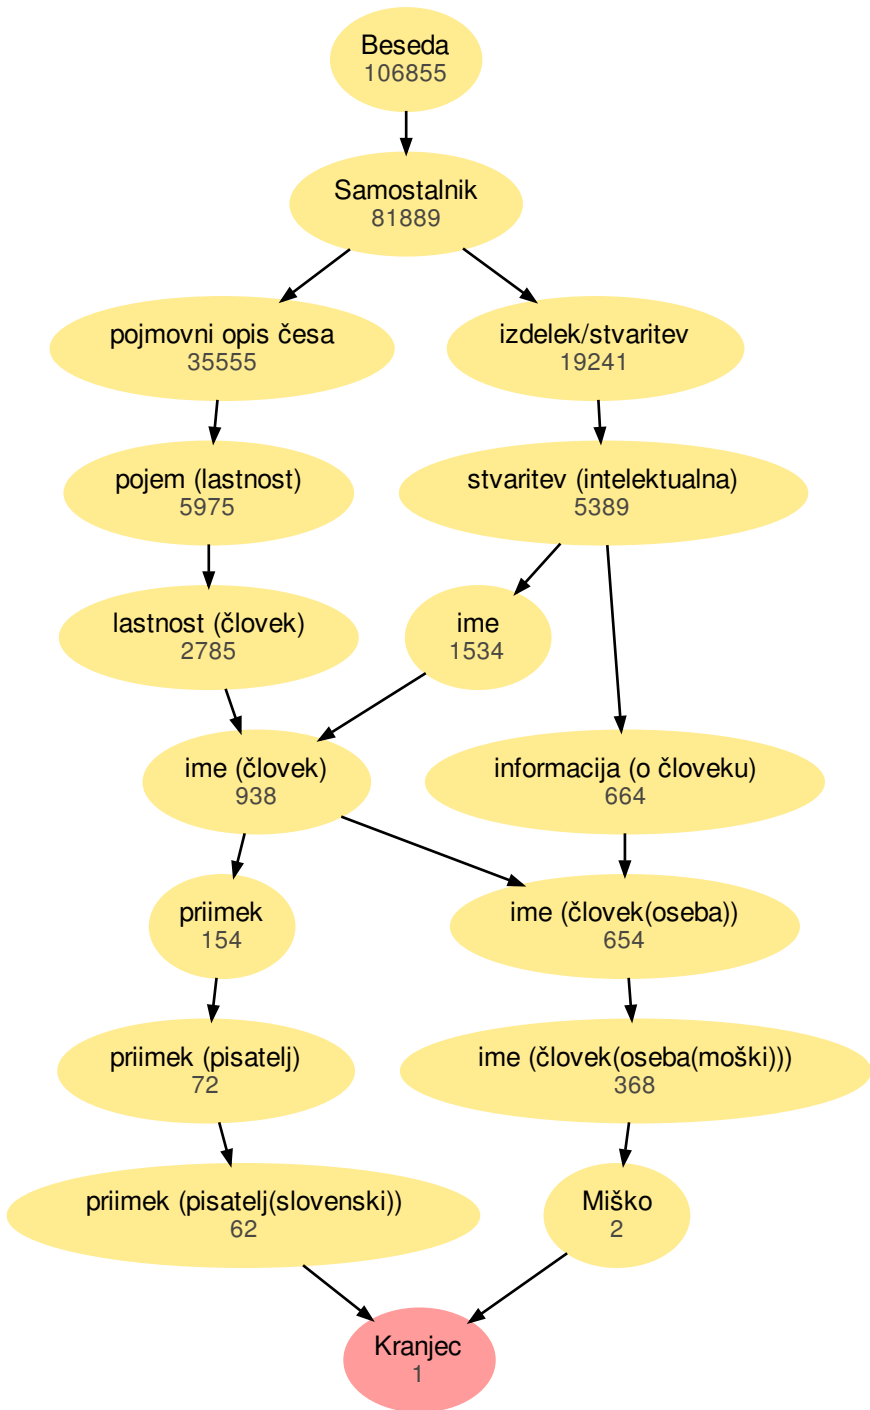 Beseda
106855
Samostalnik
81889
pojmovni opis česa
35555
izdelek/stvaritev
19241
pojem (lastnost)
5975
stvaritev (intelektualna)
5389
lastnost (človek)
2785
ime
1534
ime (človek)
938
informacija (o človeku)
664
priimek
154
ime (človek(oseba))
654
priimek (pisatelj)
72
ime (človek(oseba(moški)))
368
priimek (pisatelj(slovenski))
62
Miško
2
Kranjec
1